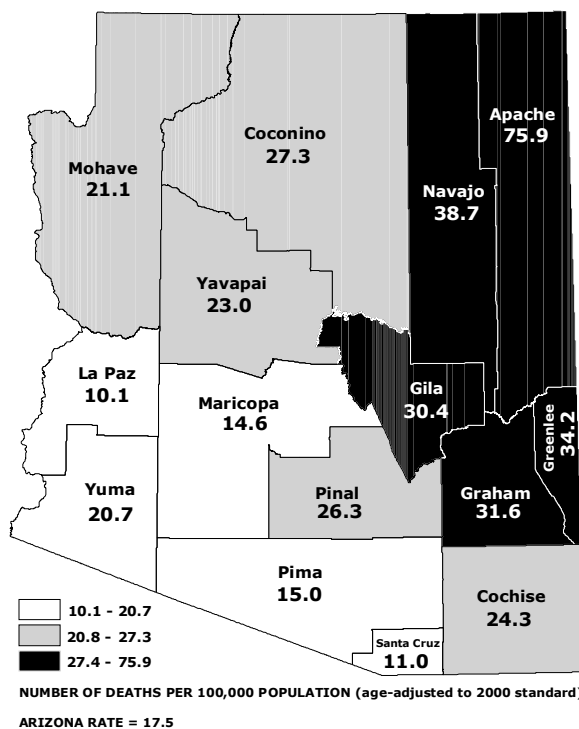 Apache
75.9
Coconino
27.3
Mohave
21.1
Navajo
38.7
Yavapai
23.0
La Paz
10.1
Maricopa
14.6
Gila
30.4
Greenlee
34.2
Yuma
20.7
Pinal
26.3
Graham
31.6
Pima
15.0
Cochise
24.3
Santa Cruz
11.0
10.1 - 20.7
20.8 - 27.3
27.4 - 75.9
NUMBER OF DEATHS PER 100,000 POPULATION (age-adjusted to 2000 standard)
ARIZONA RATE = 17.5